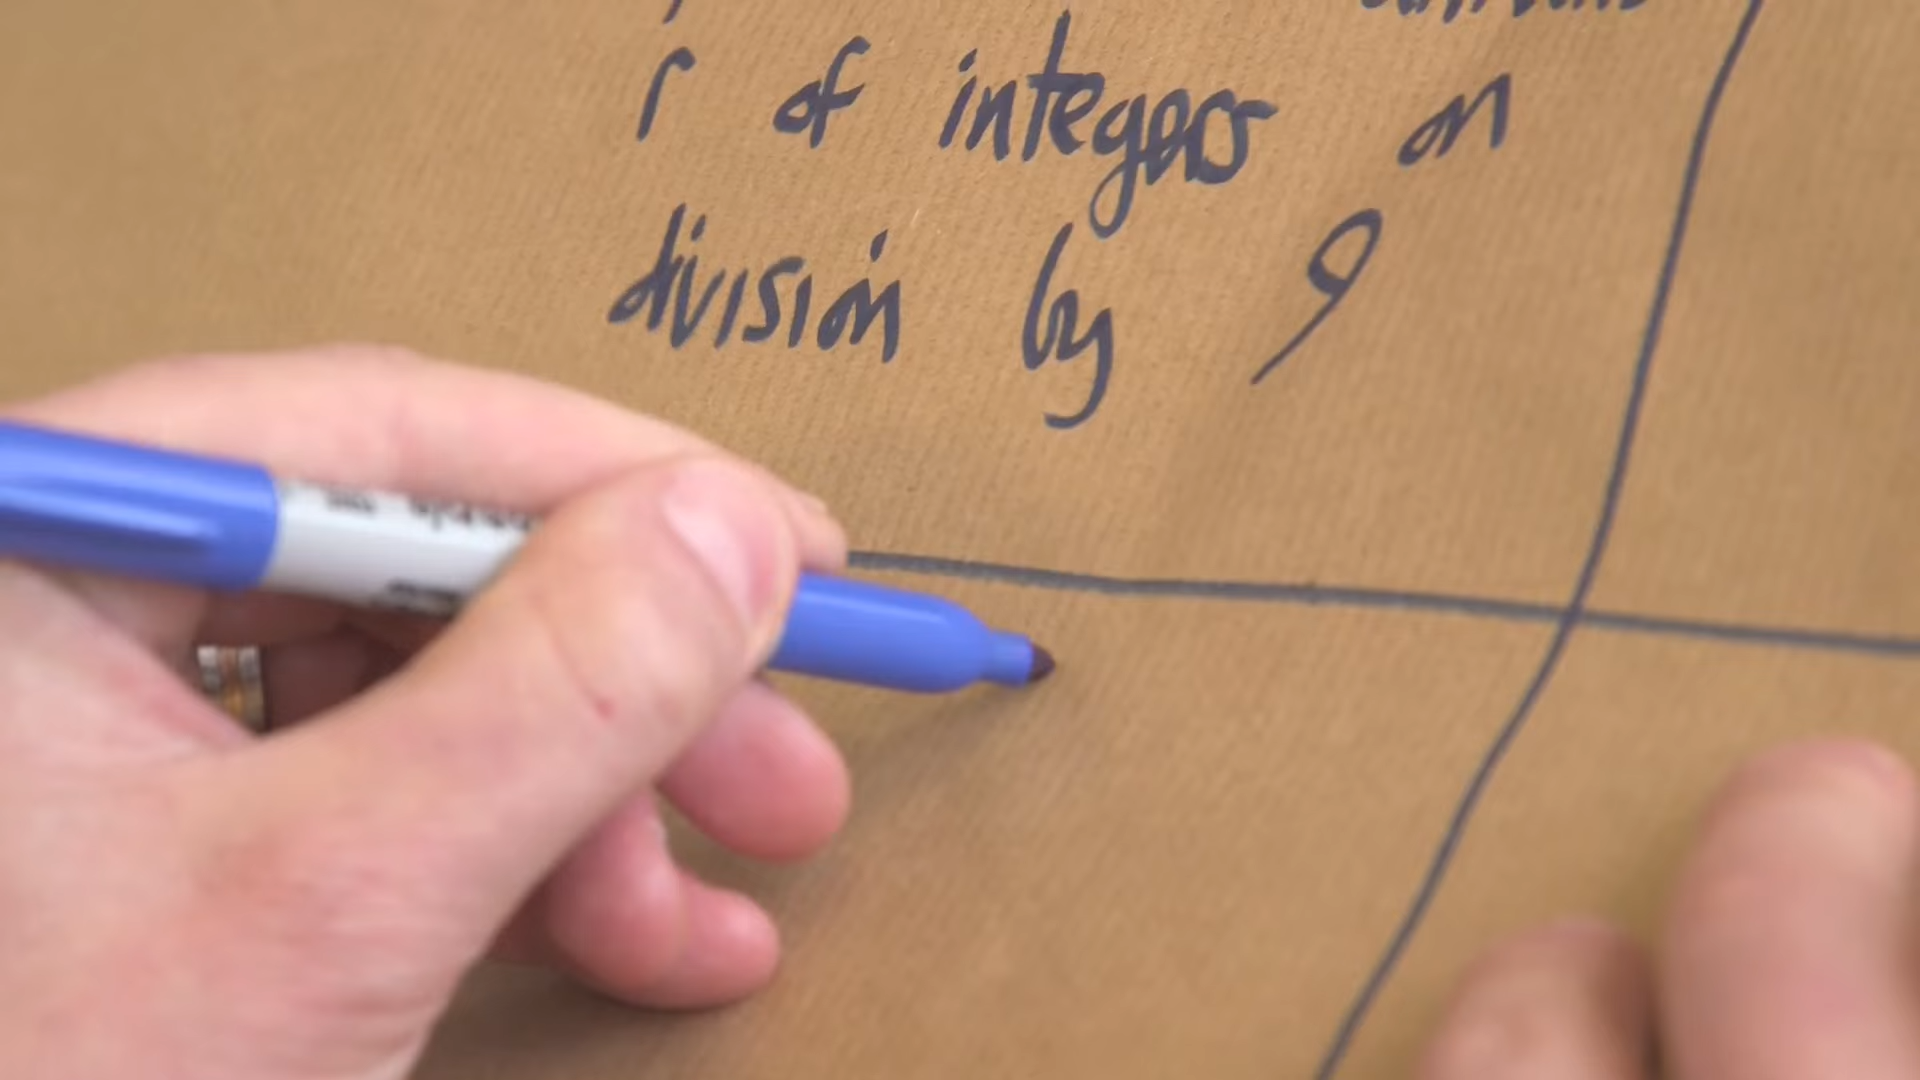 r of integers on
division by 9